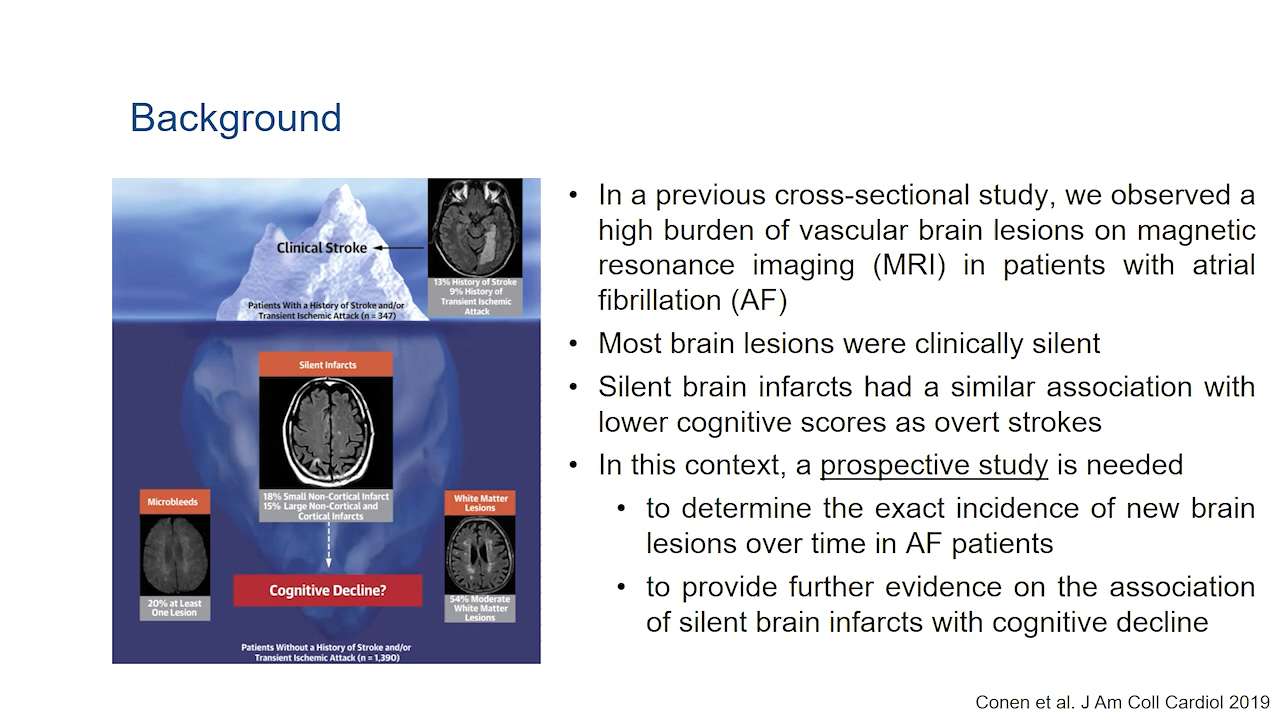 Background
Clinical Stroke
13% History of Stroke
9% History of
Transient Ischemic
Attack
Patients With a History of Stroke and/or
Transient Ischemic Attack (n = 347)
Silent Infarcts
18% Small Non-Cortical Infarct
15% Large Non-Cortical and
Cortical Infarcts
Microbleeds
20% at Least
One Lesion
White Matter
Lesions
54% Moderate
White Matter
Lesions
Cognitive Decline?
Patients Without a History of Stroke and/or
Transient Ischemic Attack (n = 1,390)
• In a previous cross-sectional study, we observed a
high burden of vascular brain lesions on magnetic
resonance imaging (MRI) in patients with atrial
fibrillation (AF)
• Most brain lesions were clinically silent
• Silent brain infarcts had a similar association with
lower cognitive scores as overt strokes
• In this context, a prospective study is needed
• to determine the exact incidence of new brain
lesions over time in AF patients
• to provide further evidence on the association
of silent brain infarcts with cognitive decline
Conen et al. J Am Coll Cardiol 2019